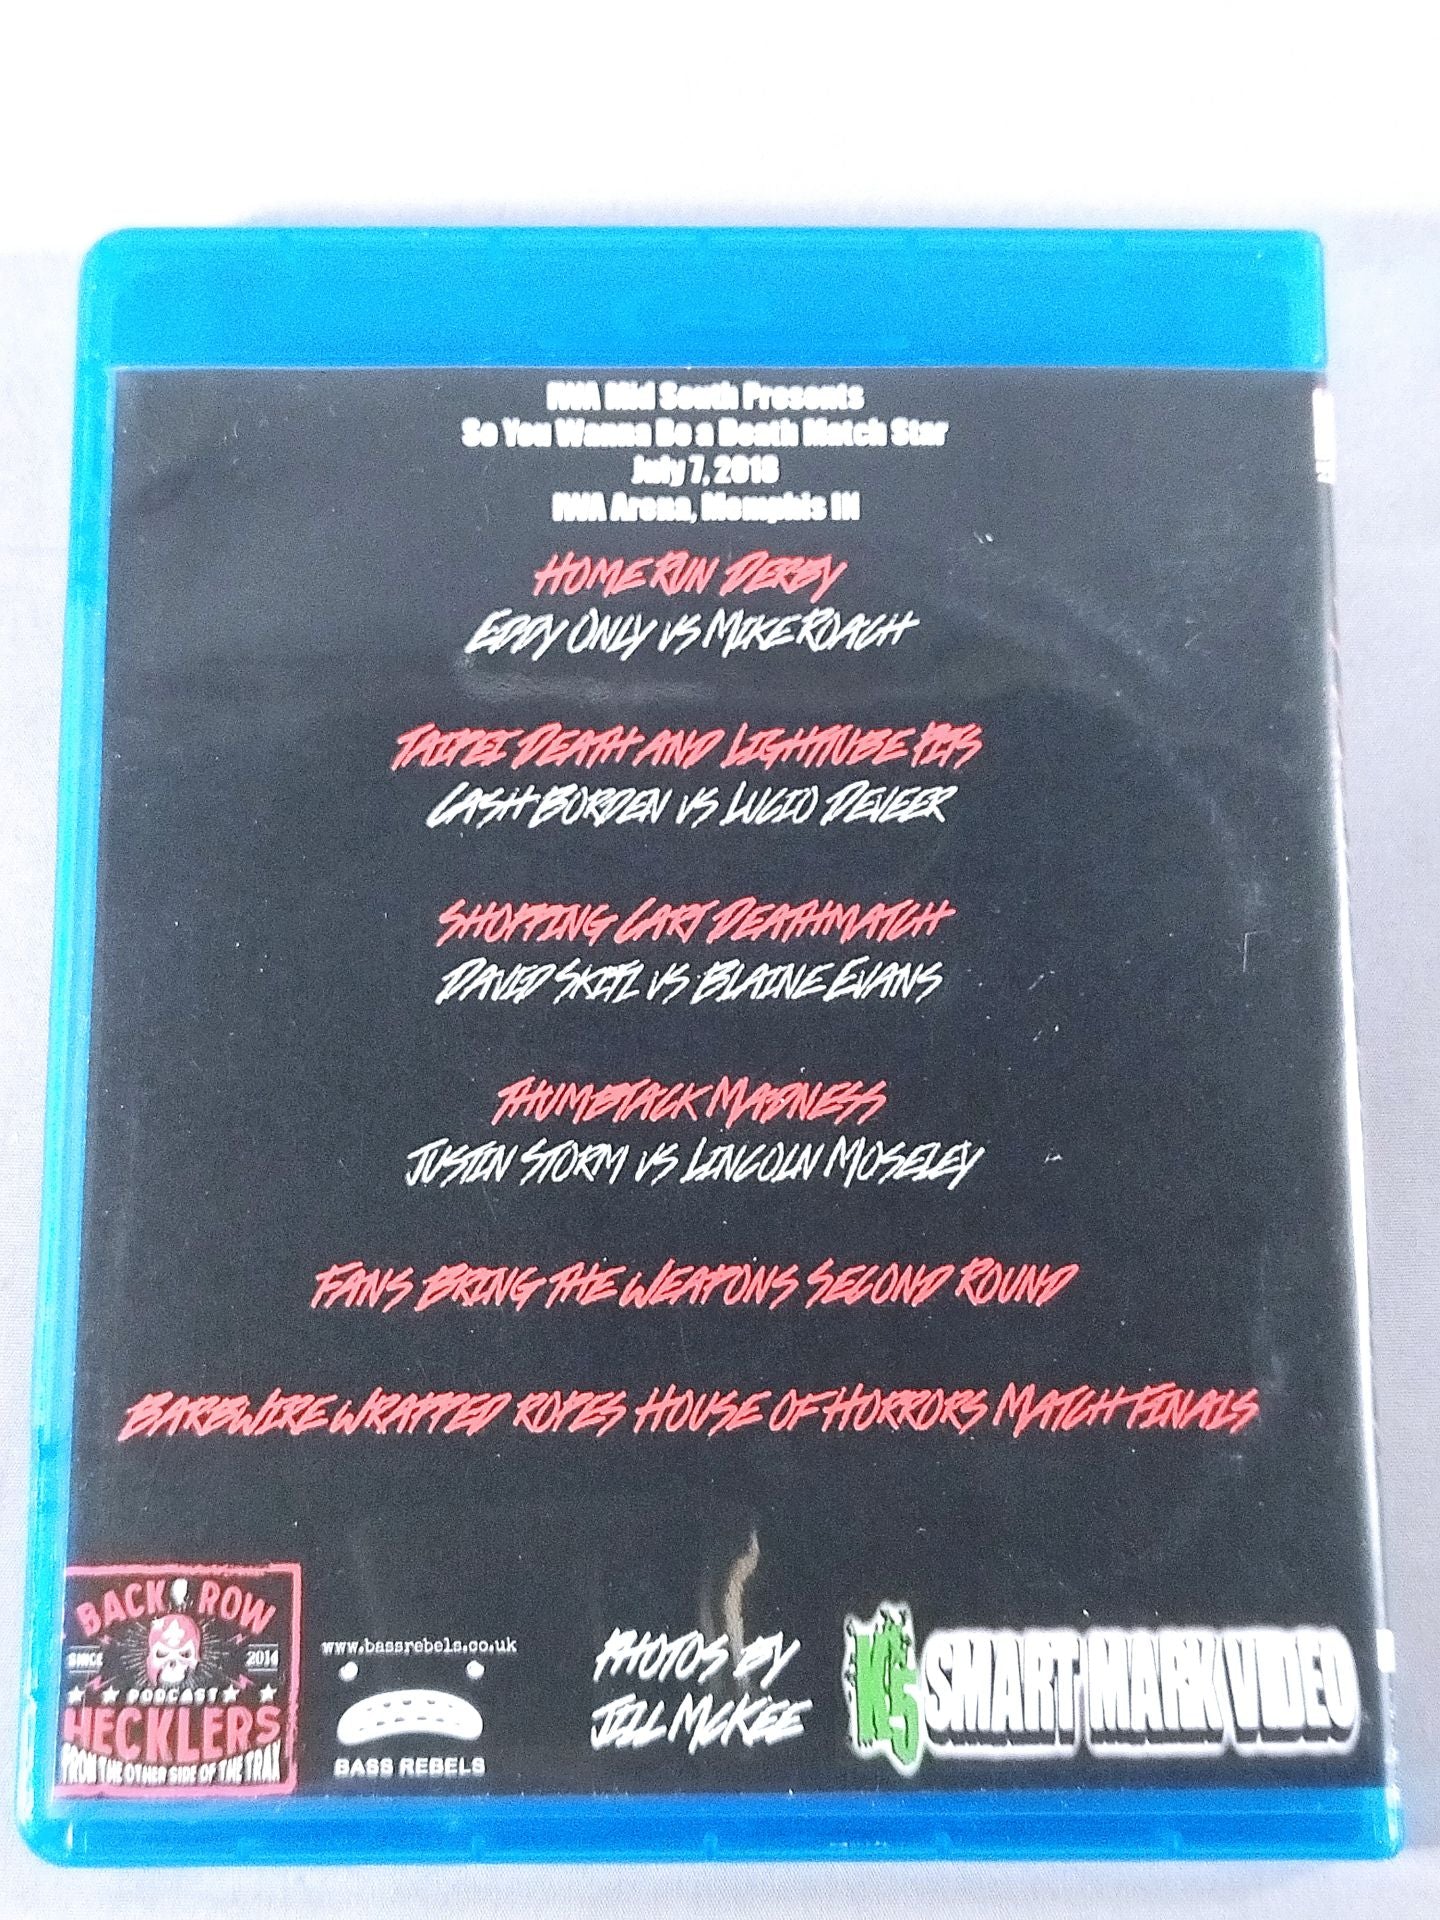 IWA Mid South Presents
So You Wanna Be a Death Match Star
July 7, 2018
IWA Arena, Memphis IN
Home Run Derby
Eddy Only vs Mike Roach
Taipei Death and Lightube Pits
Cash Borden vs Lucio Deveer
Shopping Cart Deathmatch
David Skifl vs Blaine Evans
Thumbtack Madness
Justin Storm vs Lincoln Moseley
Fans Bring The Weapons Second Round
Barbwire Wrapped Ropes House of Horrors Match Finals
BACK ROW
SINCE 2014
PODCAST
HECKLERS
FROM THE OTHER SIDE OF THE TRAX
www.bassrebels.co.uk
BASS REBELS
Photos by
Jill McKee
SMART MARK VIDEO